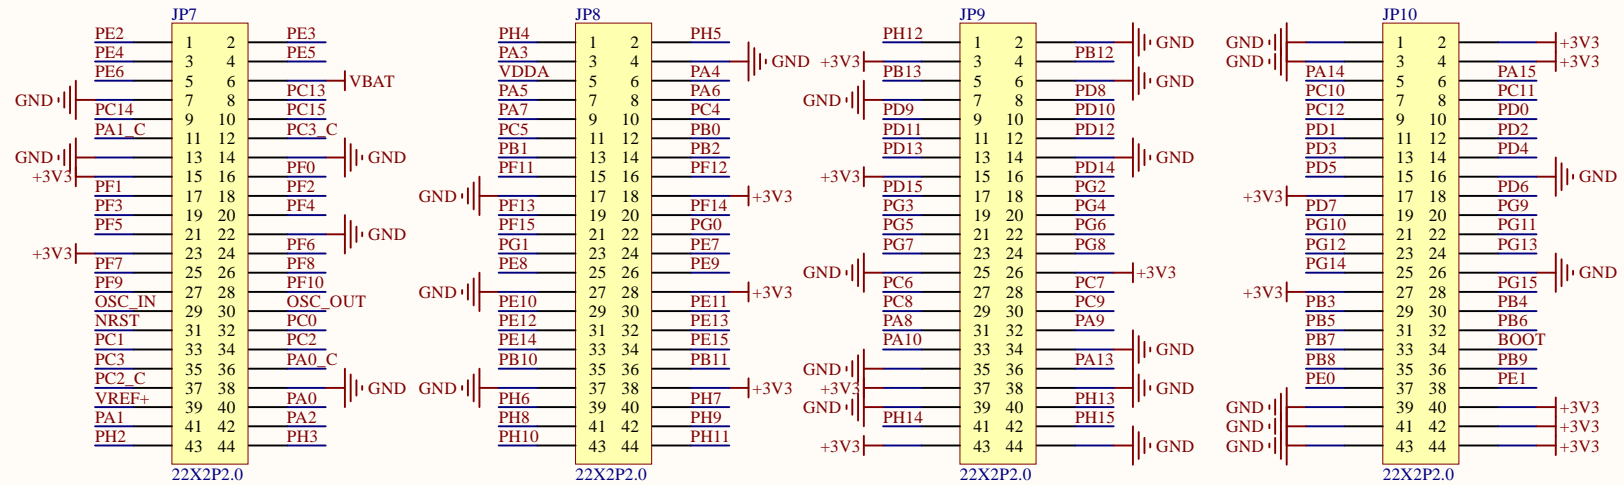 JP7
PE2 1 2 PE3
PE4 3 4 PE5
PE6 5 6 VBAT
GND 7 8 PC13
PC14 9 10 PC15
PA1_C 11 12 PC3_C
GND 13 14 GND
+3V3 15 16 PF0
PF1 17 18 PF2
PF3 19 20 PF4
PF5 21 22 GND
+3V3 23 24 PF6
PF7 25 26 PF8
PF9 27 28 PF10
OSC_IN 29 30 OSC_OUT
NRST 31 32 PC0
PC1 33 34 PC2
PC3 35 36 PA0_C
PC2_C 37 38 GND
VREF+ 39 40 PA0
PA1 41 42 PA2
PH2 43 44 PH3
22X2P2.0
JP8
PH4 1 2 PH5
PA3 3 4 GND
VDDA 5 6 PA4
PA5 7 8 PA6
PA7 9 10 PC4
PC5 11 12 PB0
PB1 13 14 PB2
PF11 15 16 PF12
GND 17 18 +3V3
PF13 19 20 PF14
PF15 21 22 PG0
PG1 23 24 PE7
PE8 25 26 PE9
GND 27 28 +3V3
PE10 29 30 PE11
PE12 31 32 PE13
PE14 33 34 PE15
PB10 35 36 PB11
GND 37 38 +3V3
PH6 39 40 PH7
PH8 41 42 PH9
PH10 43 44 PH11
22X2P2.0
JP9
PH12 1 2 GND
+3V3 3 4 PB12
PB13 5 6 GND
GND 7 8 PD8
PD9 9 10 PD10
PD11 11 12 PD12
PD13 13 14 GND
+3V3 15 16 PD14
PD15 17 18 PG2
PG3 19 20 PG4
PG5 21 22 PG6
PG7 23 24 PG8
GND 25 26 +3V3
PC6 27 28 PC7
PC8 29 30 PC9
PA8 31 32 PA9
PA10 33 34 GND
GND 35 36 PA13
+3V3 37 38 GND
GND 39 40 PH13
PH14 41 42 PH15
+3V3 43 44 GND
22X2P2.0
JP10
GND 1 2 +3V3
GND 3 4 +3V3
PA14 5 6 PA15
PC10 7 8 PC11
PC12 9 10 PD0
PD1 11 12 PD2
PD3 13 14 PD4
PD5 15 16 GND
+3V3 17 18 PD6
PD7 19 20 PG9
PG10 21 22 PG11
PG12 23 24 PG13
PG14 25 26 GND
+3V3 27 28 PG15
PB3 29 30 PB4
PB5 31 32 PB6
PB7 33 34 BOOT
PB8 35 36 PB9
PE0 37 38 PE1
GND 39 40 +3V3
GND 41 42 +3V3
GND 43 44 +3V3
22X2P2.0